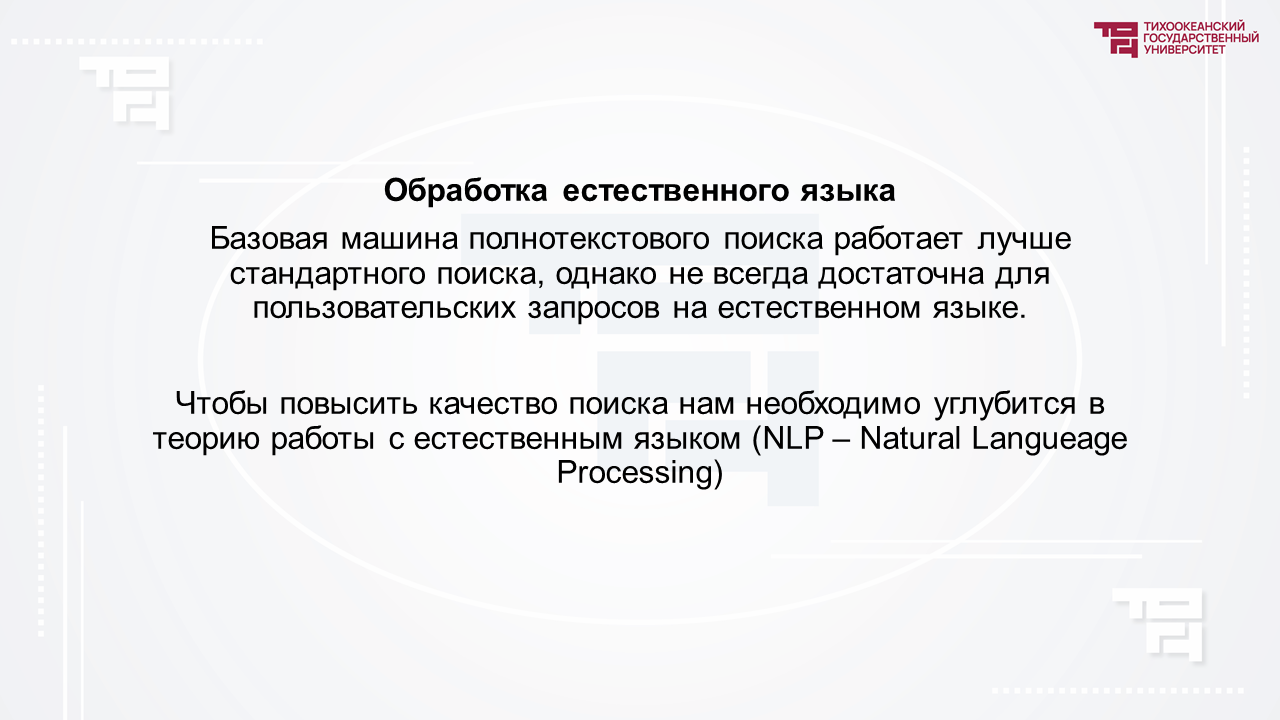 ТИХООКЕАНСКИЙ
ГОСУДАРСТВЕННЫЙ
УНИВЕРСИТЕТ
Обработка естественного языка
Базовая машина полнотекстового поиска работает лучше
стандартного поиска, однако не всегда достаточна для
пользовательских запросов на естественном языке.
Чтобы повысить качество поиска нам необходимо углубится в
теорию работы с естественным языком (NLP – Natural Langueage
Processing)